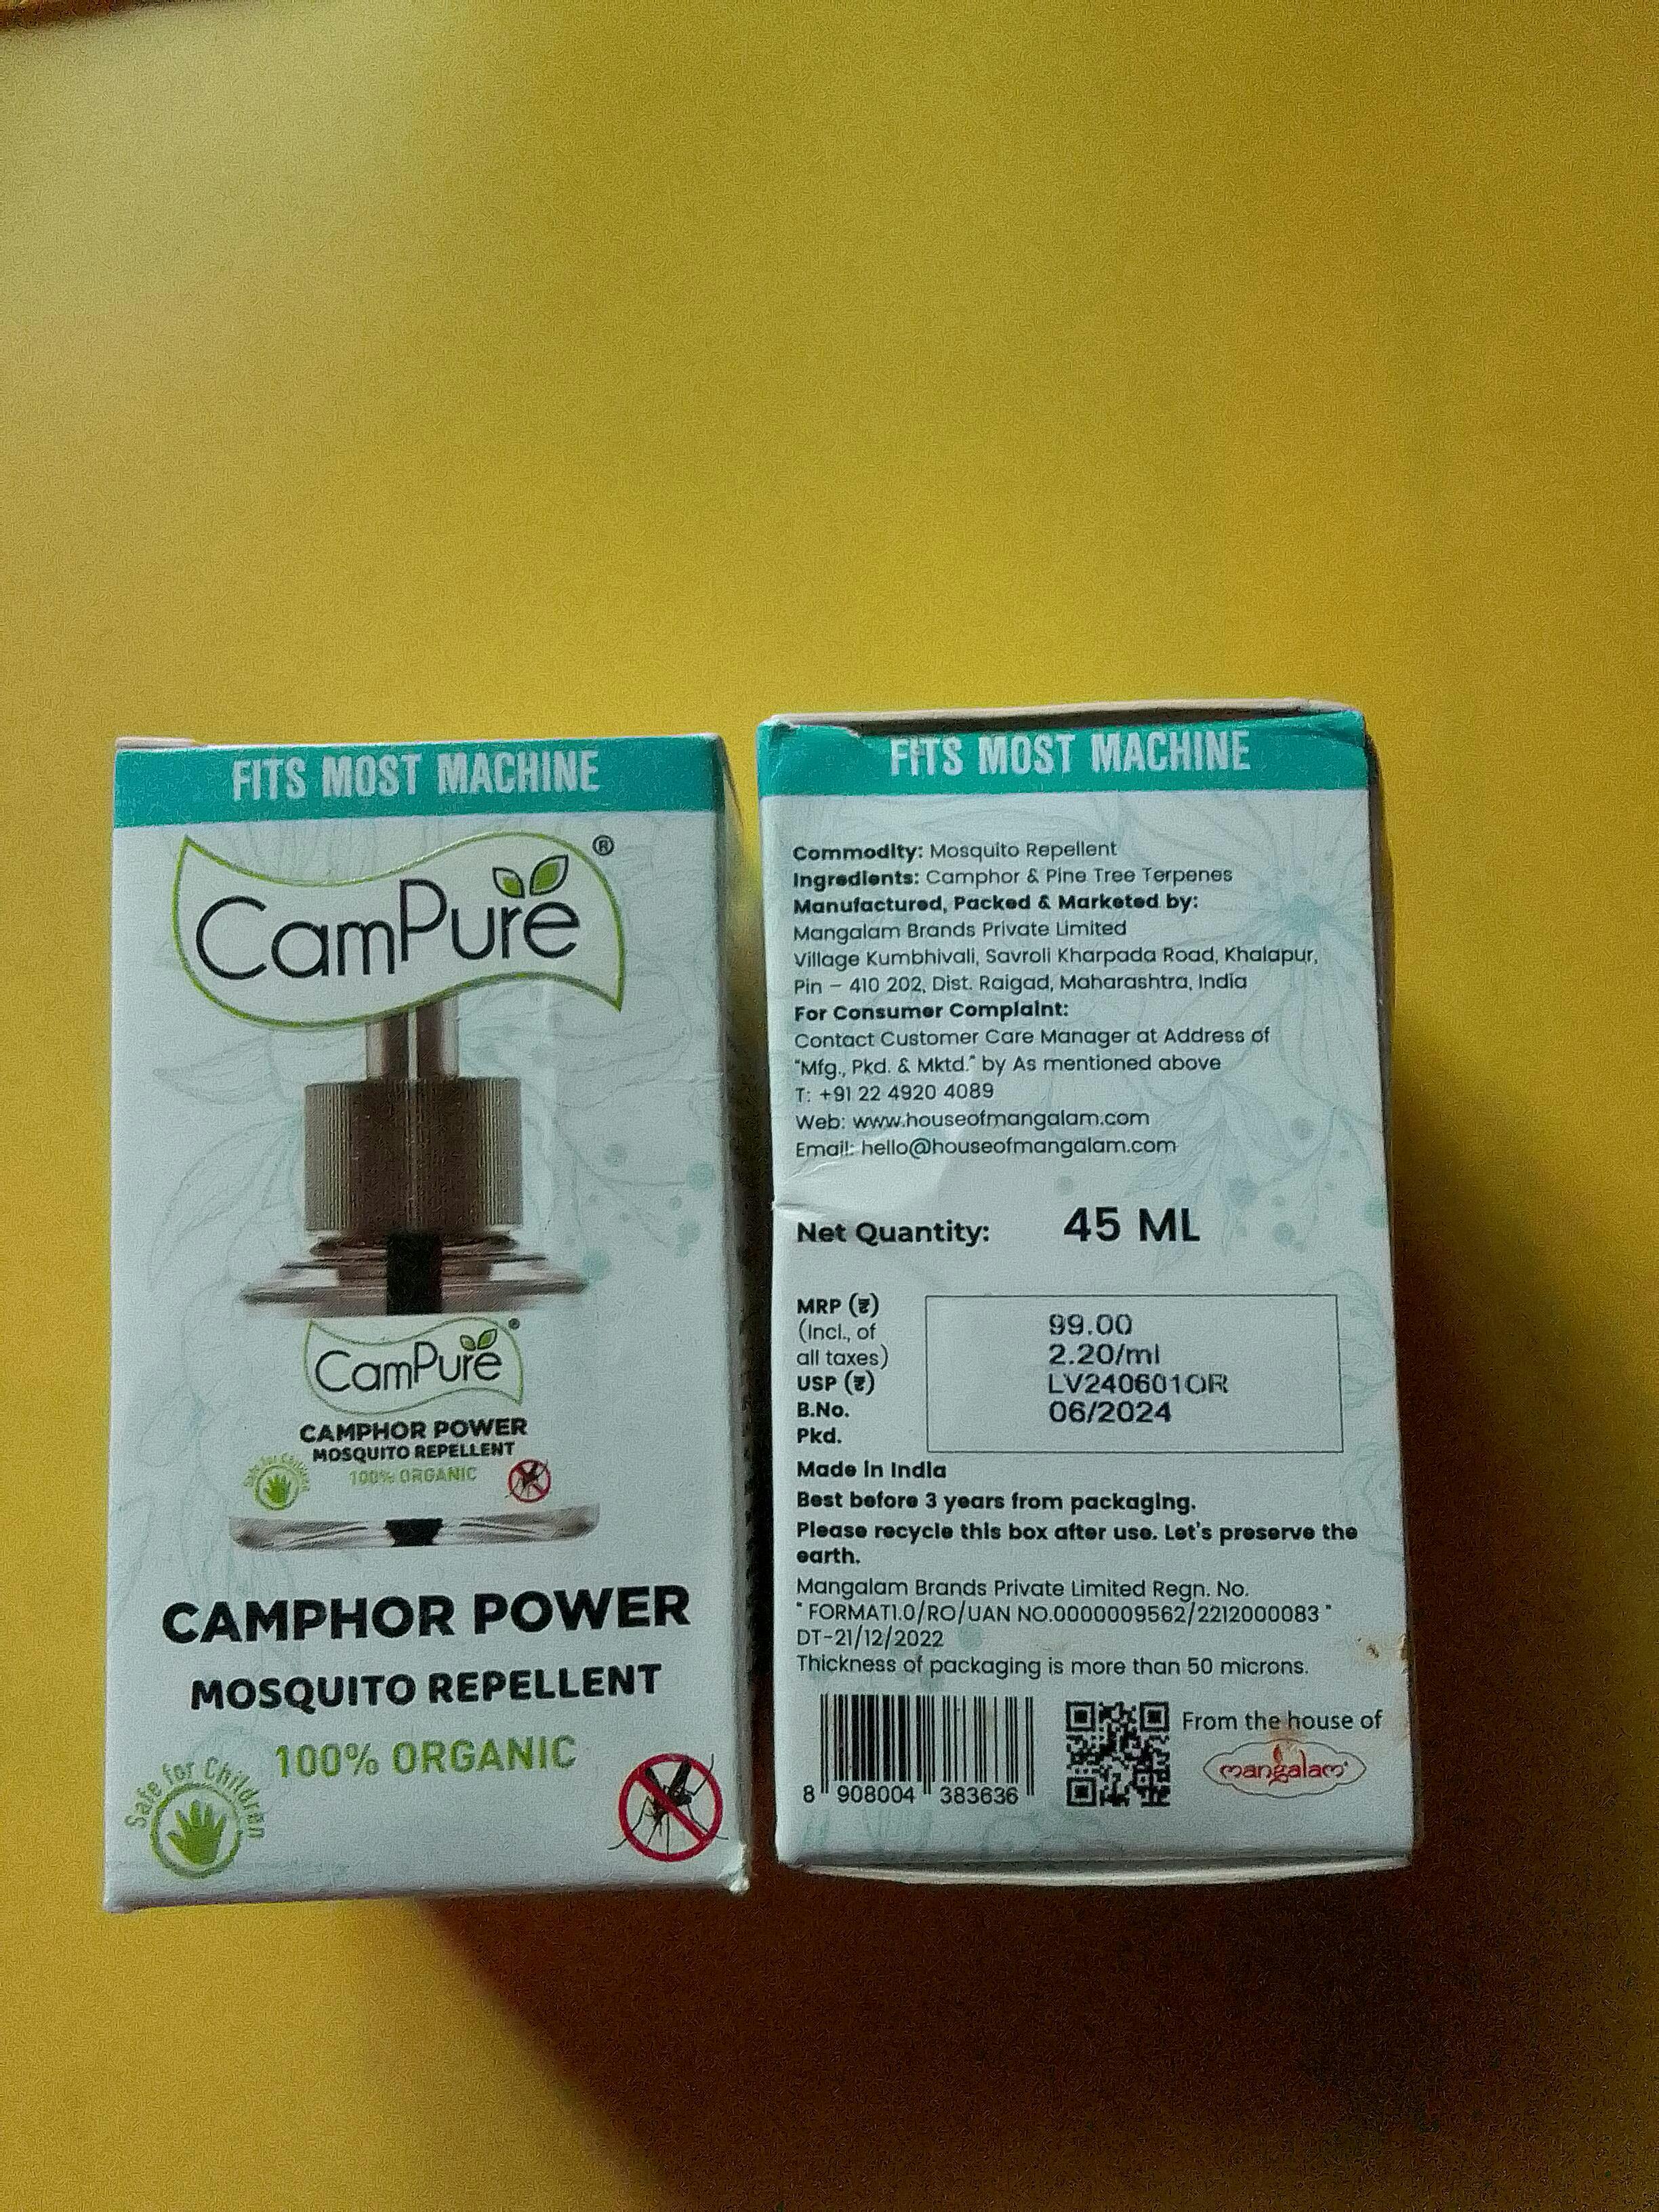 FITS MOST MACHINE
CamPure®
CamPure
CAMPHOR POWER
MOSQUITO REPELLENT
100% ORGANIC
Safe for Children
CAMPHOR POWER
MOSQUITO REPELLENT
100% ORGANIC
Safe for Children
FITS MOST MACHINE
Commodity: Mosquito Repellent
Ingredients: Camphor & Pine Tree Terpenes
Manufactured, Packed & Marketed by:
Mangalam Brands Private Limited
Village Kumbhivali, Savroli Kharpada Road, Khalapur,
Pin – 410 202, Dist. Raigad, Maharashtra, India
For Consumer Complaint:
Contact Customer Care Manager at Address of
"Mfg., Pkd. & Mktd." by As mentioned above
T: +91 22 4920 4089
Web: www.houseofmangalam.com
Email: hello@houseofmangalam.com
Net Quantity: 45 ML
MRP (₹)
(Incl., of
all taxes)
USP (₹)
B.No.
Pkd.
99.00
2.20/ml
LV240601OR
06/2024
Made in India
Best before 3 years from packaging.
Please recycle this box after use. Let's preserve the
earth.
Mangalam Brands Private Limited Regn. No.
" FORMAT1.0/RO/UAN NO.0000009562/2212000083 "
DT-21/12/2022
Thickness of packaging is more than 50 microns.
8 908004 383636
From the house of
mangalam